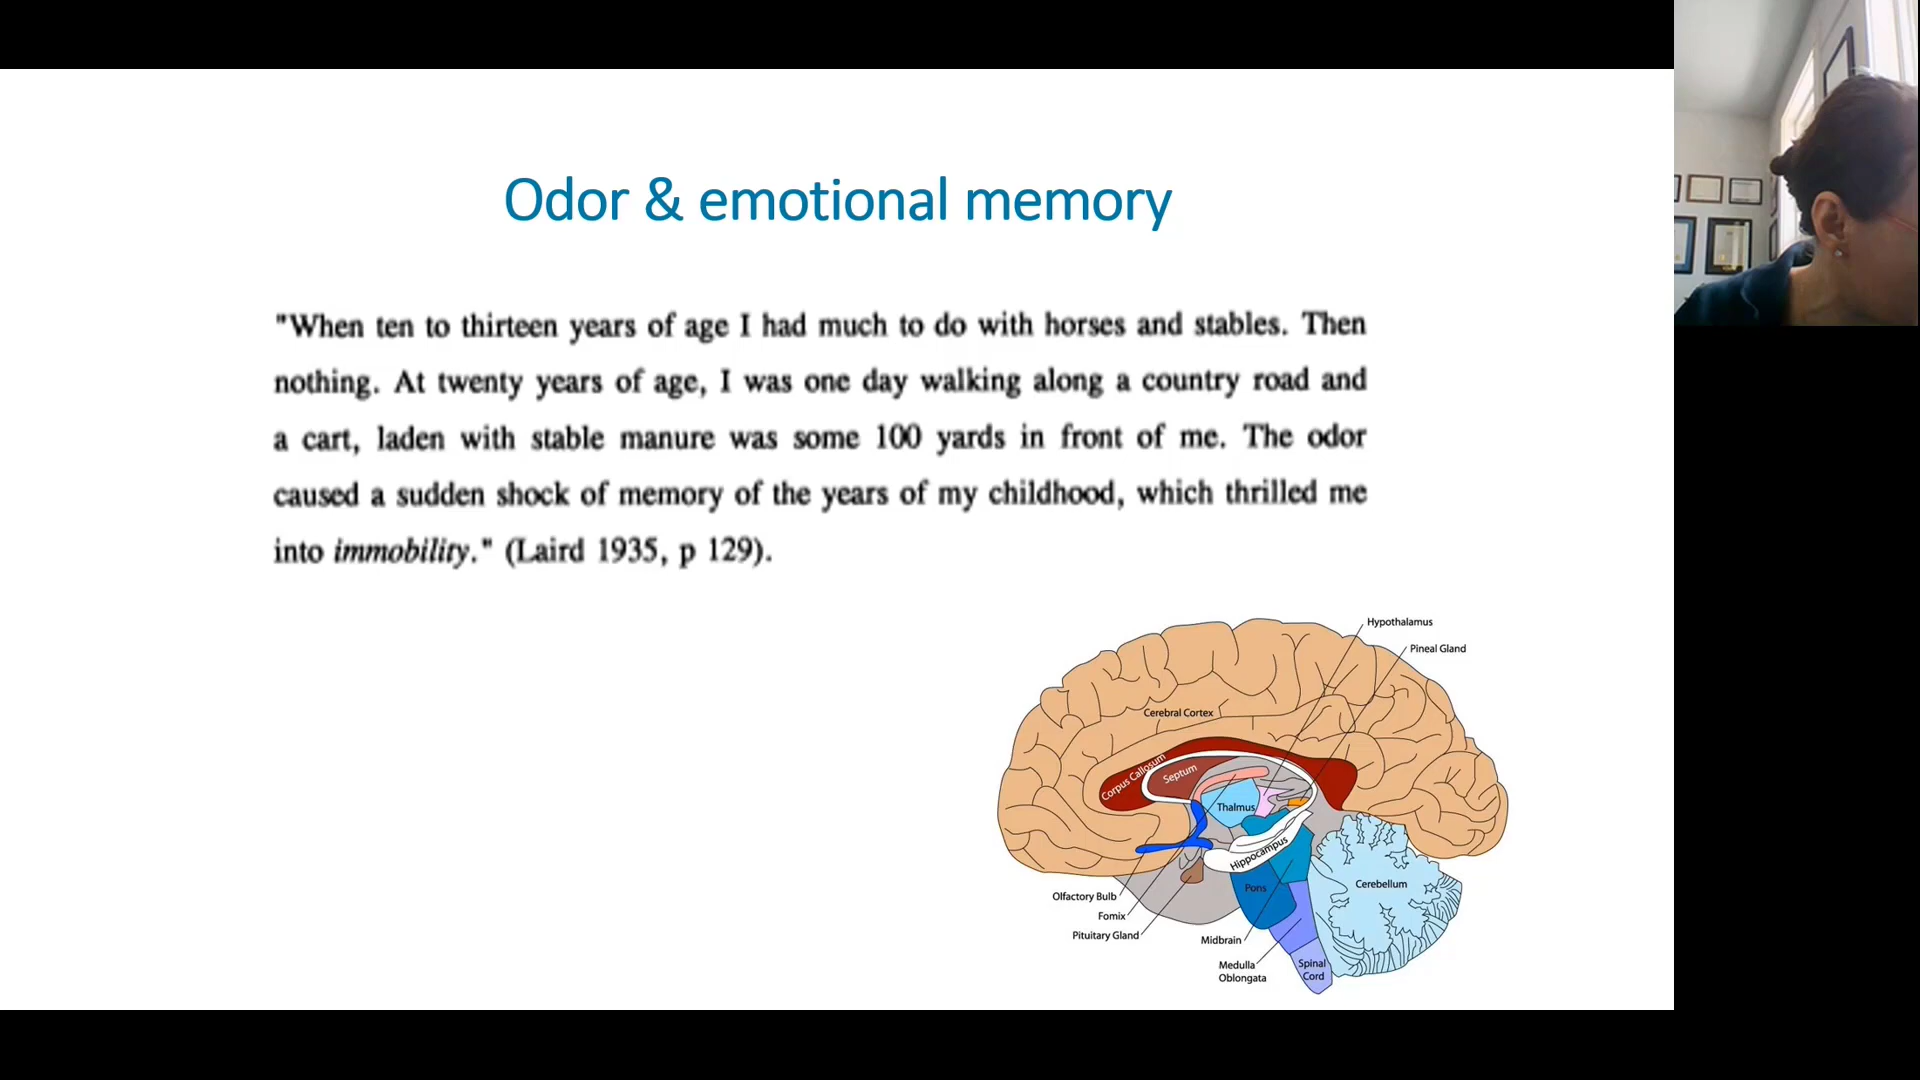 Odor & emotional memory
"When ten to thirteen years of age I had much to do with horses and stables. Then
nothing. At twenty years of age, I was one day walking along a country road and
a cart, laden with stable manure was some 100 yards in front of me. The odor
caused a sudden shock of memory of the years of my childhood, which thrilled me
into immobility." (Laird 1935, p 129).
Hypothalamus
Pineal Gland
Cerebral Cortex
Corpus Callosum
Septum
Thalmus
Hippocampus
Pons
Cerebellum
Olfactory Bulb
Fornix
Pituitary Gland
Midbrain
Medulla
Oblongata
Spinal
Cord